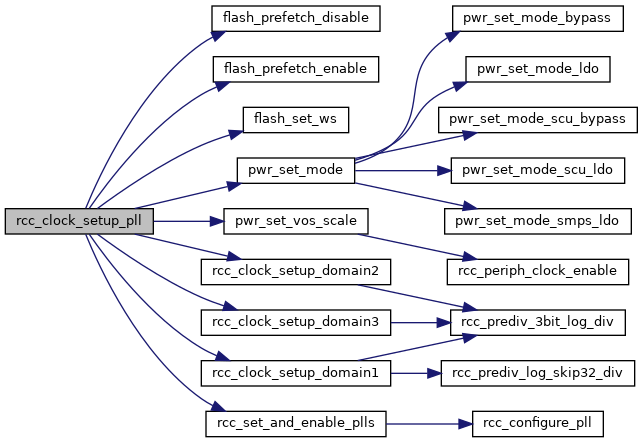 rcc_clock_setup_pll
flash_prefetch_disable
flash_prefetch_enable
flash_set_ws
pwr_set_mode
pwr_set_vos_scale
rcc_clock_setup_domain2
rcc_clock_setup_domain3
rcc_clock_setup_domain1
rcc_set_and_enable_plls
pwr_set_mode_bypass
pwr_set_mode_ldo
pwr_set_mode_scu_bypass
pwr_set_mode_scu_ldo
pwr_set_mode_smps_ldo
rcc_periph_clock_enable
rcc_prediv_3bit_log_div
rcc_prediv_log_skip32_div
rcc_configure_pll